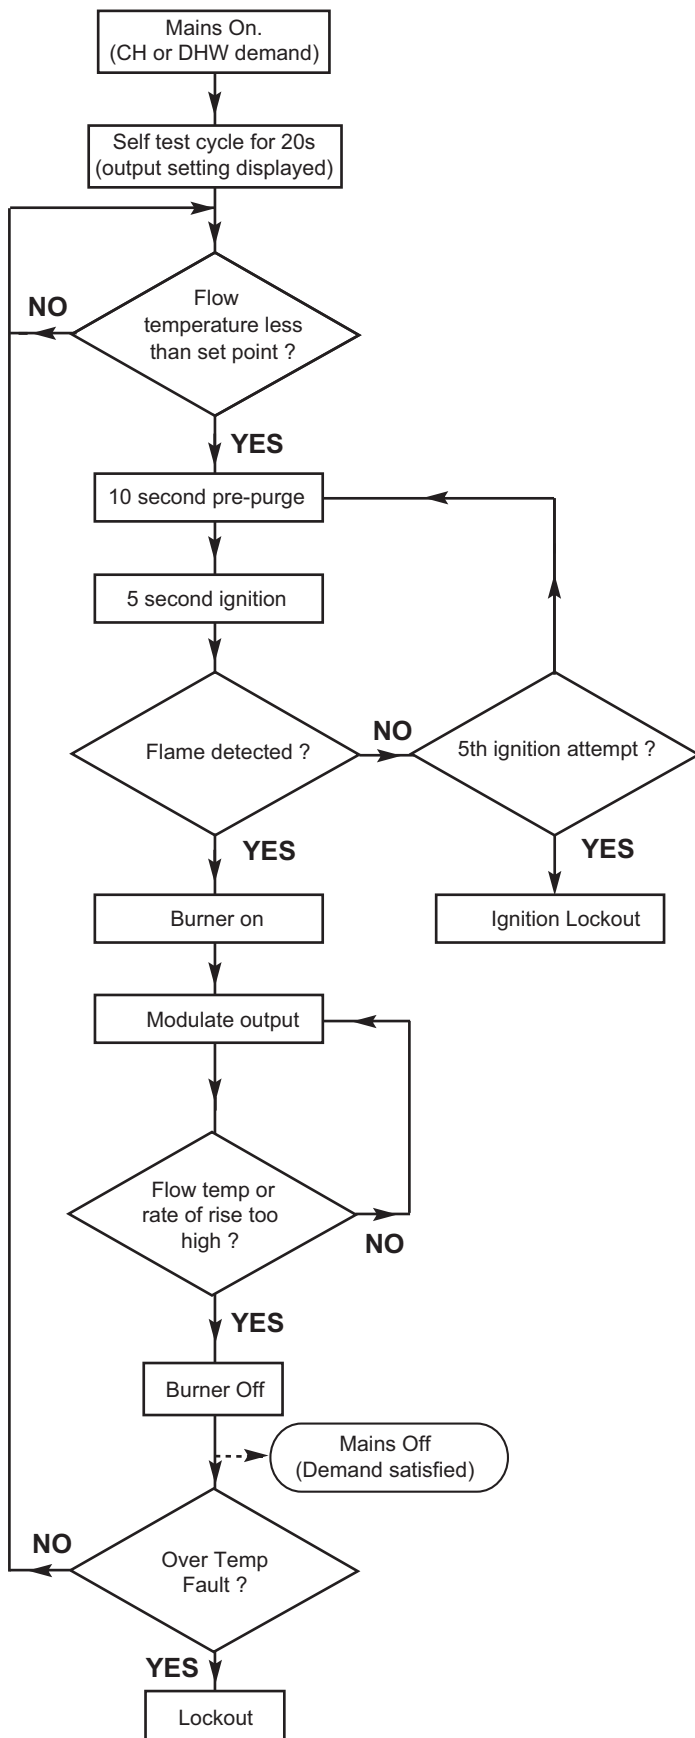 Mains On.
(CH or DHW demand)
Self test cycle for 20s
(output setting displayed)
NO
Flow
temperature less
than set point ?
YES
10 second pre-purge
5 second ignition
Flame detected ?
NO
5th ignition attempt ?
YES
YES
Burner on
Ignition Lockout
Modulate output
Flow temp or
rate of rise too
high ?
NO
YES
Burner Off
Mains Off
(Demand satisfied)
NO
Over Temp
Fault ?
YES
Lockout